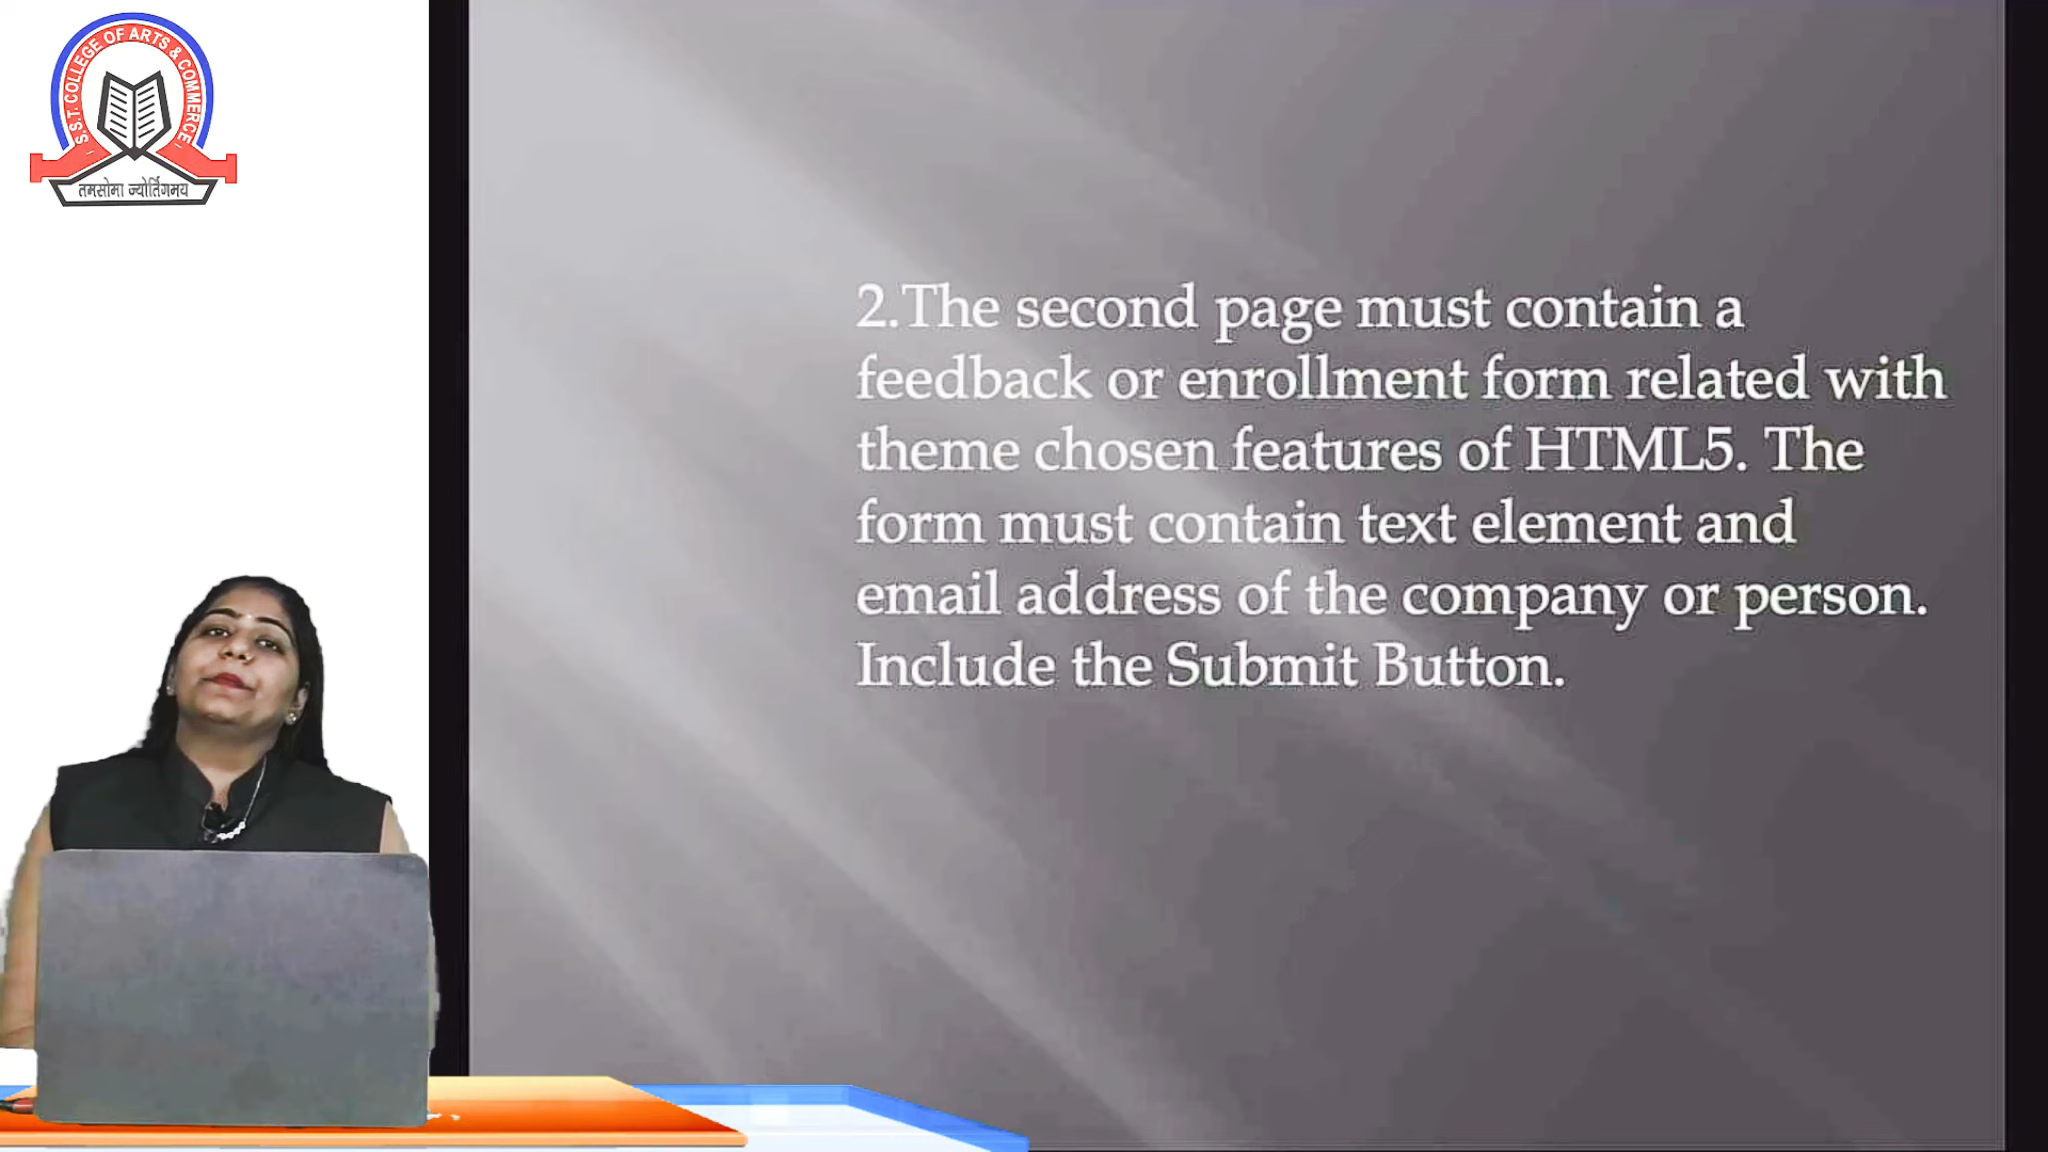 S.S.T. COLLEGE OF ARTS & COMMERCE
तमसोमा ज्योर्तिगमय
2.The second page must contain a
feedback or enrollment form related with
theme chosen features of HTML5. The
form must contain text element and
email address of the company or person.
Include the Submit Button.